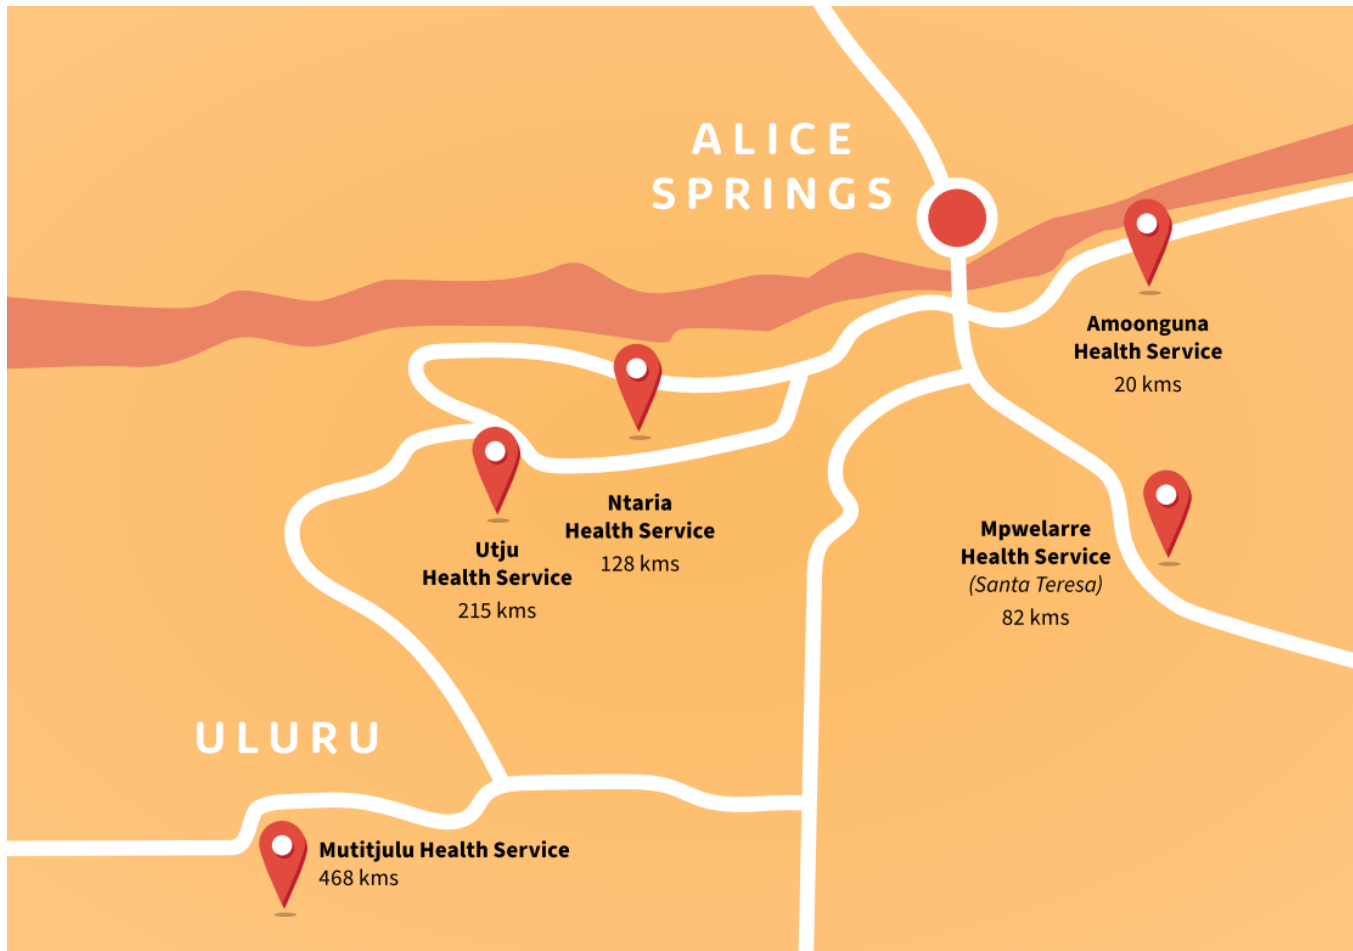 ALICE
SPRINGS
Amoonguna
Health Service
20 kms
Ntaria
Health Service
128 kms
Utju
Health Service
215 kms
Mpwelarre
Health Service
(Santa Teresa)
82 kms
ULURU
Mutitjulu Health Service
468 kms